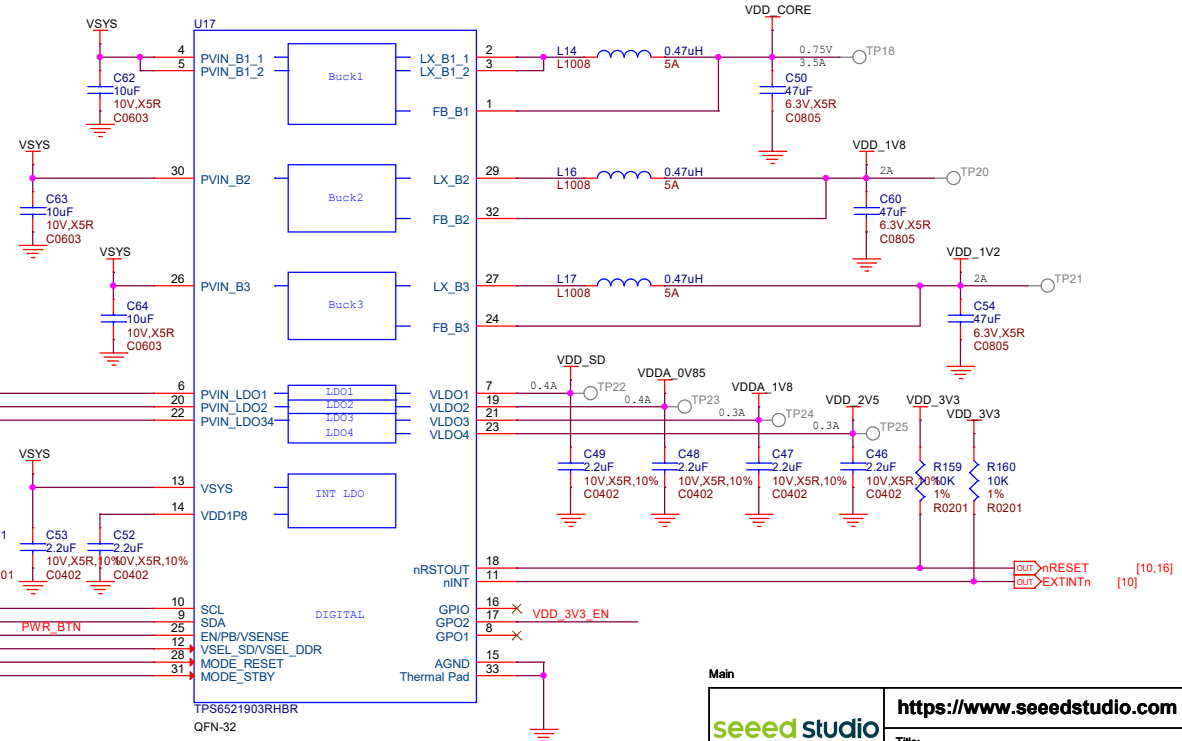 VDD_CORE
VSYS
U17
4 PVIN_B1_1
5 PVIN_B1_2
Buck1
LX_B1_1 2
LX_B1_2 3
L14 0.47uH
L1008 5A
0.75V
3.5A
TP18
C62
10uF
10V,X5R
C0603
FB_B1 1
C50
47uF
6.3V,X5R
C0805
VSYS
30 PVIN_B2
Buck2
LX_B2 29
L16 0.47uH
L1008 5A
VDD_1V8
2A
TP20
C63
10uF
10V,X5R
C0603
FB_B2 32
C60
47uF
6.3V,X5R
C0805
VSYS
26 PVIN_B3
Buck3
LX_B3 27
L17 0.47uH
L1008 5A
VDD_1V2
2A
TP21
C64
10uF
10V,X5R
C0603
FB_B3 24
C54
47uF
6.3V,X5R
C0805
6 PVIN_LDO1
20 PVIN_LDO2
22 PVIN_LDO34
LDO1
LDO2
LDO3
LDO4
VLDO1 7
VLDO2 19
VLDO3 21
VLDO4 23
VDD_SD
0.4A
TP22
VDDA_0V85
0.4A
TP23
VDDA_1V8
0.3A
TP24
VDD_2V5
0.3A
TP25
VDD_3V3
VDD_3V3
C49
2.2uF
10V,X5R,10%
C0402
C48
2.2uF
10V,X5R,10%
C0402
C47
2.2uF
10V,X5R,10%
C0402
C46
2.2uF
10V,X5R,10%
C0402
R159
10K
1%
R0201
R160
10K
1%
R0201
VSYS
13 VSYS
14 VDD1P8
INT LDO
1
01
C53
2.2uF
10V,X5R,10%
C0402
C52
2.2uF
10V,X5R,10%
C0402
nRSTOUT 18
nINT 11
OUT nRESET [10,16]
OUT EXTINTn [10]
10 SCL
9 SDA
PWR_BTN 25 EN/PB/VSENSE
12 VSEL_SD/VSEL_DDR
28 MODE_RESET
31 MODE_STBY
DIGITAL
GPIO 16
GPO2 17 VDD_3V3_EN
GPO1 8
AGND 15
Thermal Pad 33
TPS6521903RHBR
QFN-32
Main
seeed studio
https://www.seeedstudio.com
Title: